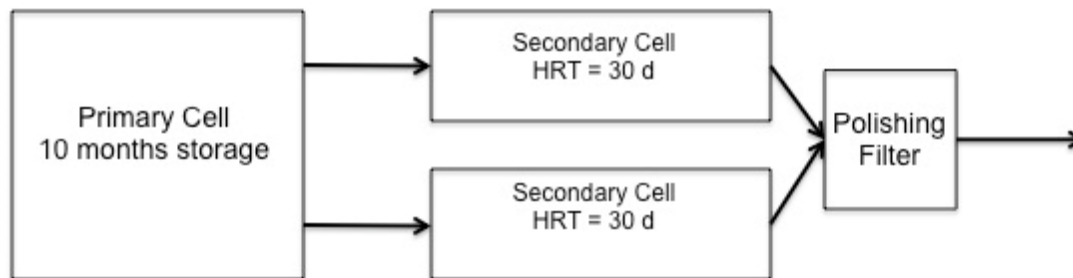 Primary Cell
10 months storage
Secondary Cell
HRT = 30 d
Secondary Cell
HRT = 30 d
Polishing
Filter